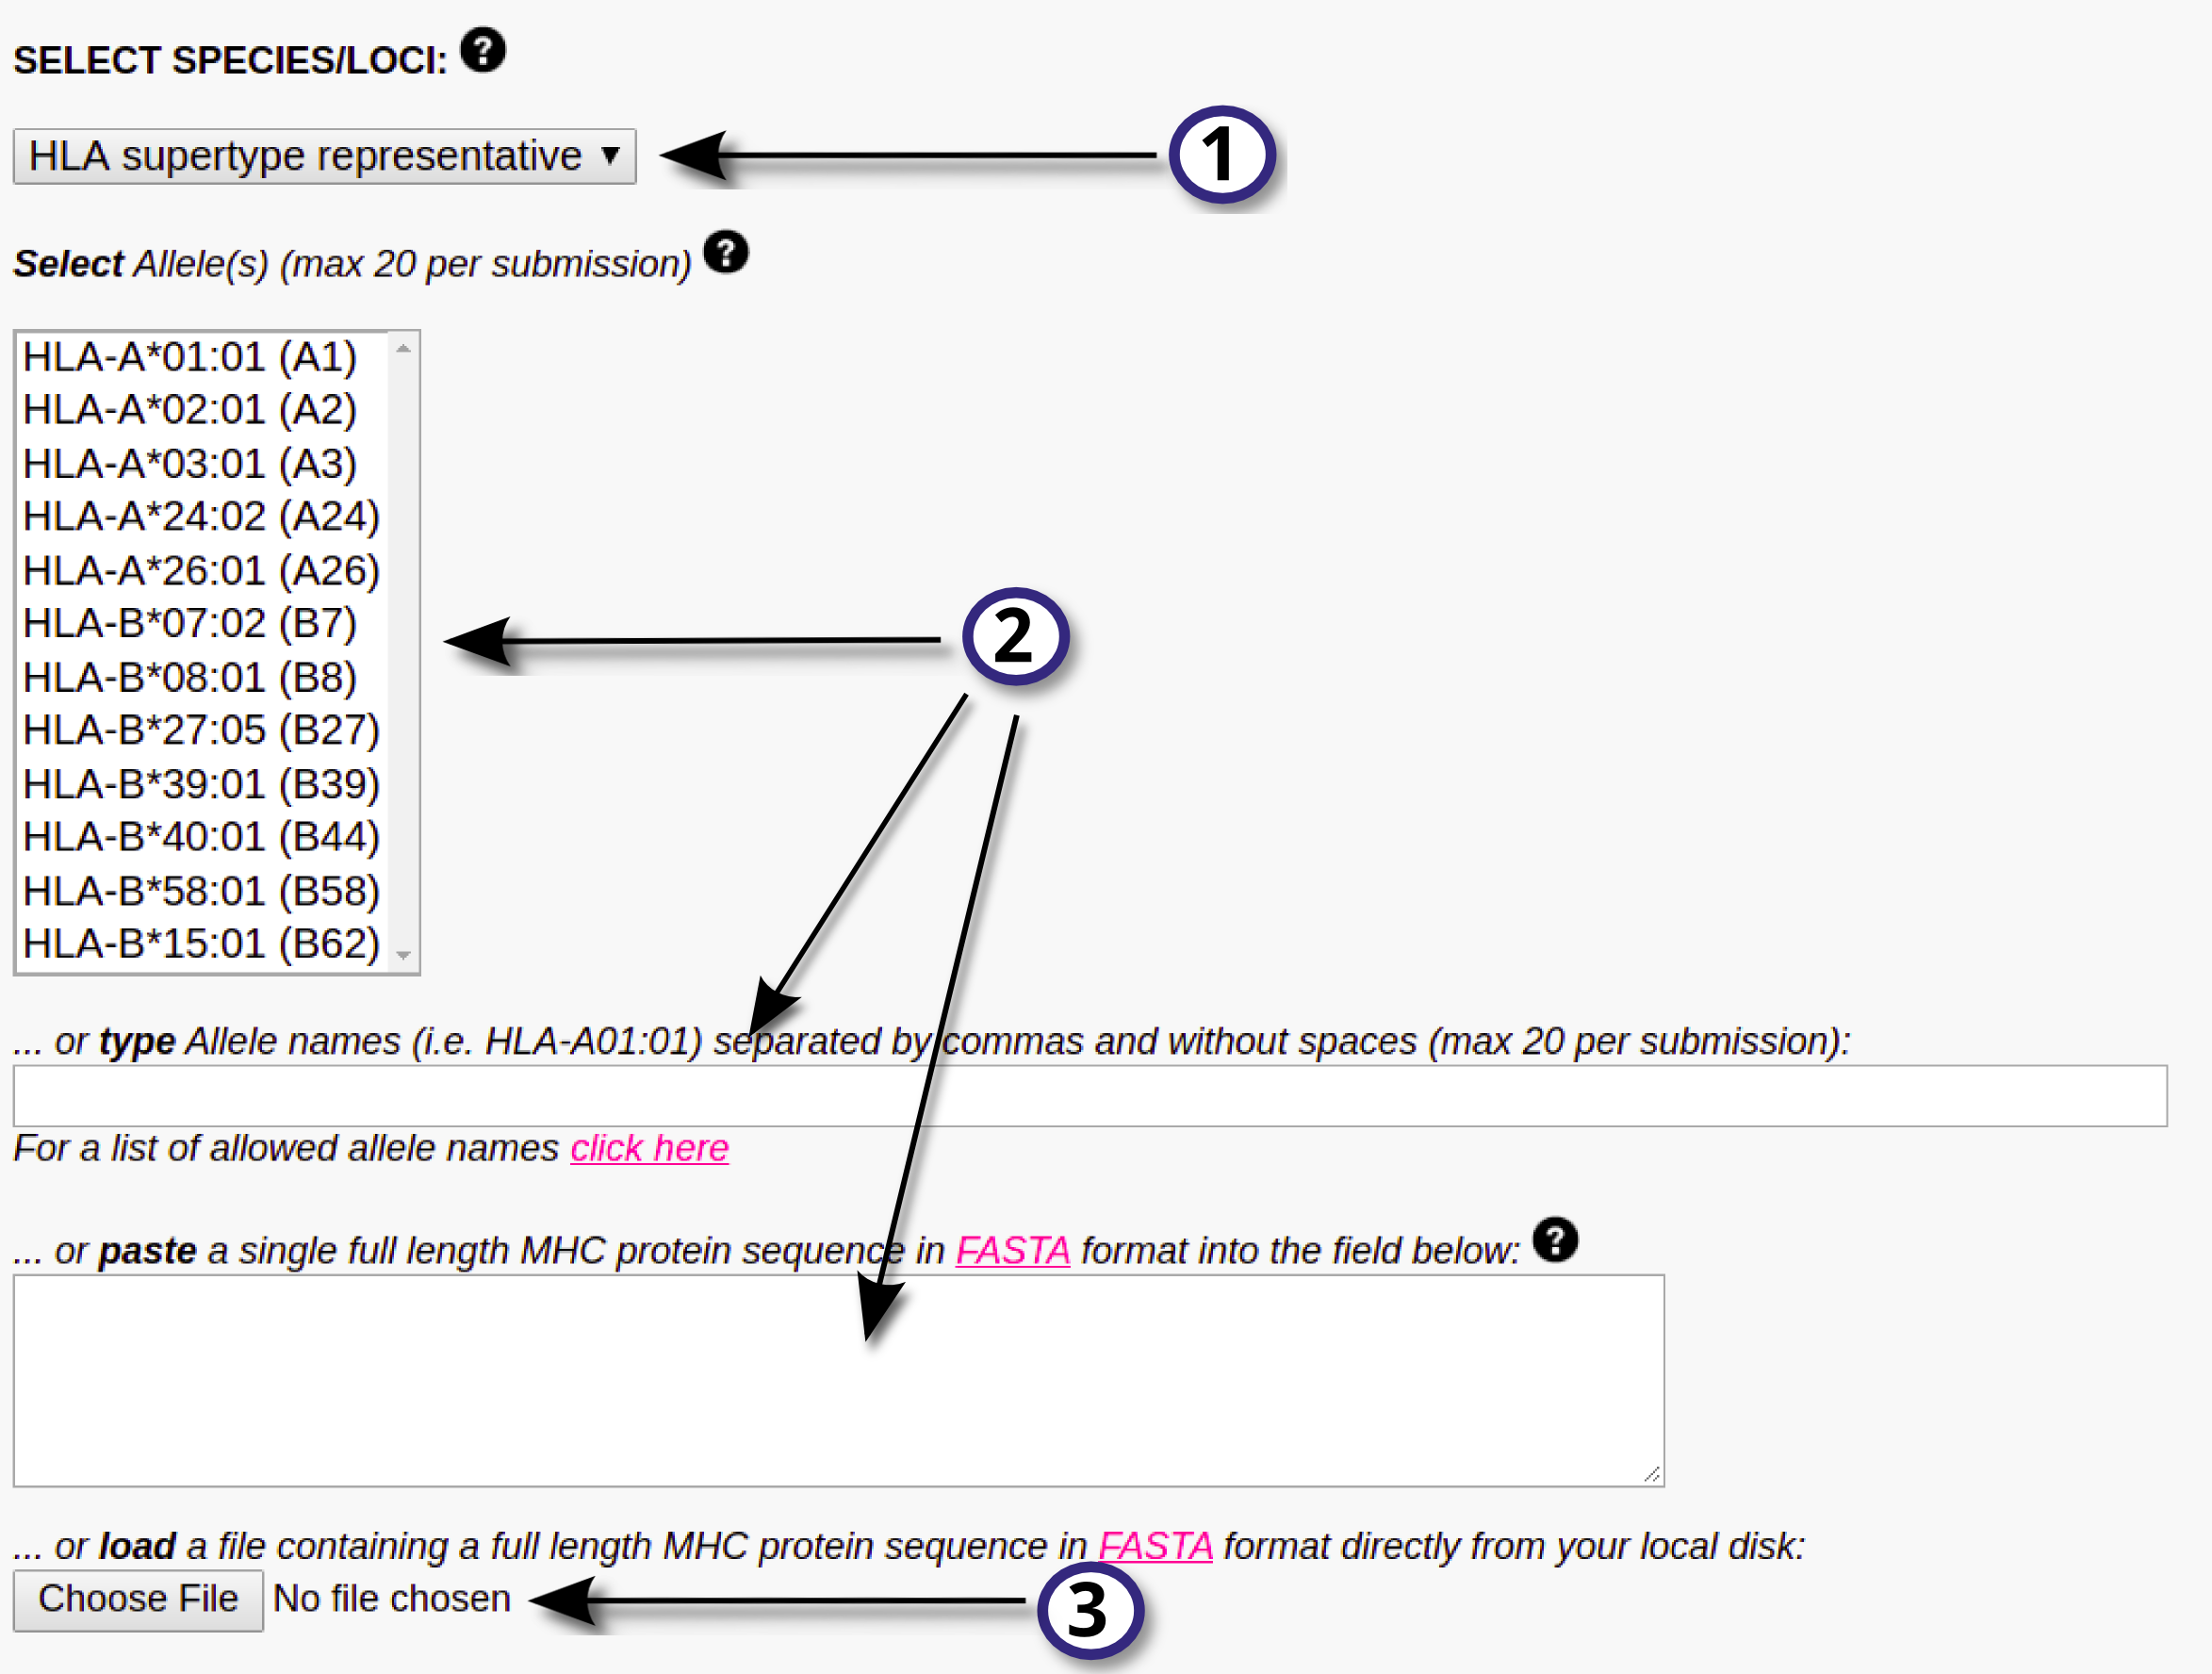 SELECT SPECIES/LOCI: ?
HLA supertype representative ▼
1
Select Allele(s) (max 20 per submission) ?
HLA-A*01:01 (A1)
HLA-A*02:01 (A2)
HLA-A*03:01 (A3)
HLA-A*24:02 (A24)
HLA-A*26:01 (A26)
HLA-B*07:02 (B7)
2
HLA-B*08:01 (B8)
HLA-B*27:05 (B27)
HLA-B*39:01 (B39)
HLA-B*40:01 (B44)
HLA-B*58:01 (B58)
HLA-B*15:01 (B62)
... or type Allele names (i.e. HLA-A01:01) separated by commas and without spaces (max 20 per submission):
For a list of allowed allele names click here
... or paste a single full length MHC protein sequence in FASTA format into the field below: ?
... or load a file containing a full length MHC protein sequence in FASTA format directly from your local disk:
Choose File No file chosen
3